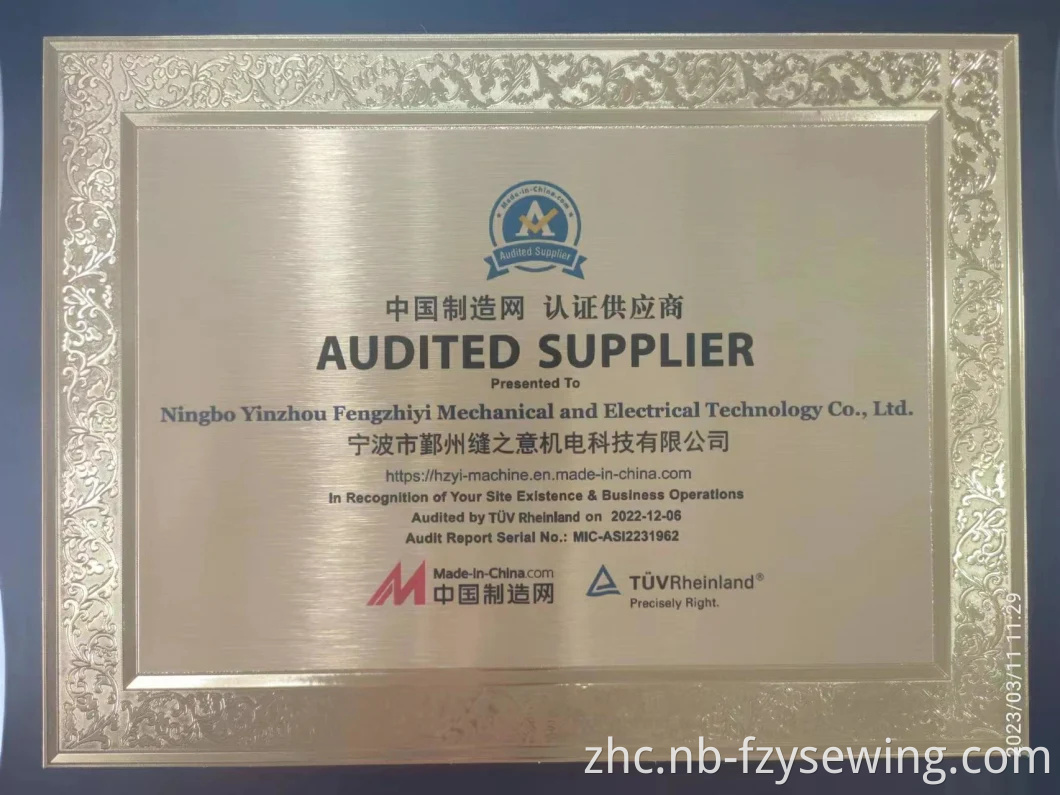 Made-in-China.com
Audited Supplier
中国制造网 认证供应商
AUDITED SUPPLIER
Presented To
Ningbo Yinzhou Fengzhiyi Mechanical and Electrical Technology Co., Ltd.
宁波市鄞州缝之意机电科技有限公司
https://hzyi-machine.en.made-in-china.com
In Recognition of Your Site Existence & Business Operations
Audited by TÜV Rheinland on 2022-12-06
Audit Report Serial No.: MIC-ASI2231962
Made-in-China.com
中国制造网
TÜVRheinland®
Precisely Right.
2023/03/11 11:29
zhc.nb-fzysewing.com